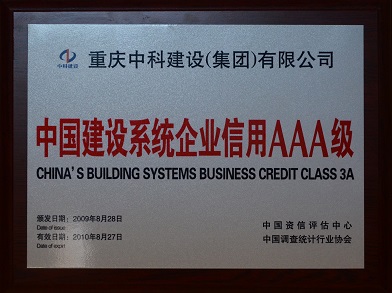 中科建设
重庆中科建设(集团)有限公司
中国建设系统企业信用AAA级
CHINA'S BUILDING SYSTEMS BUSINESS CREDIT CLASS 3A
颁发日期:2009年8月28日
Date of issue
有效日期:2010年8月27日
Date of expiri
中国资信评估中心
中国调查统计行业协会